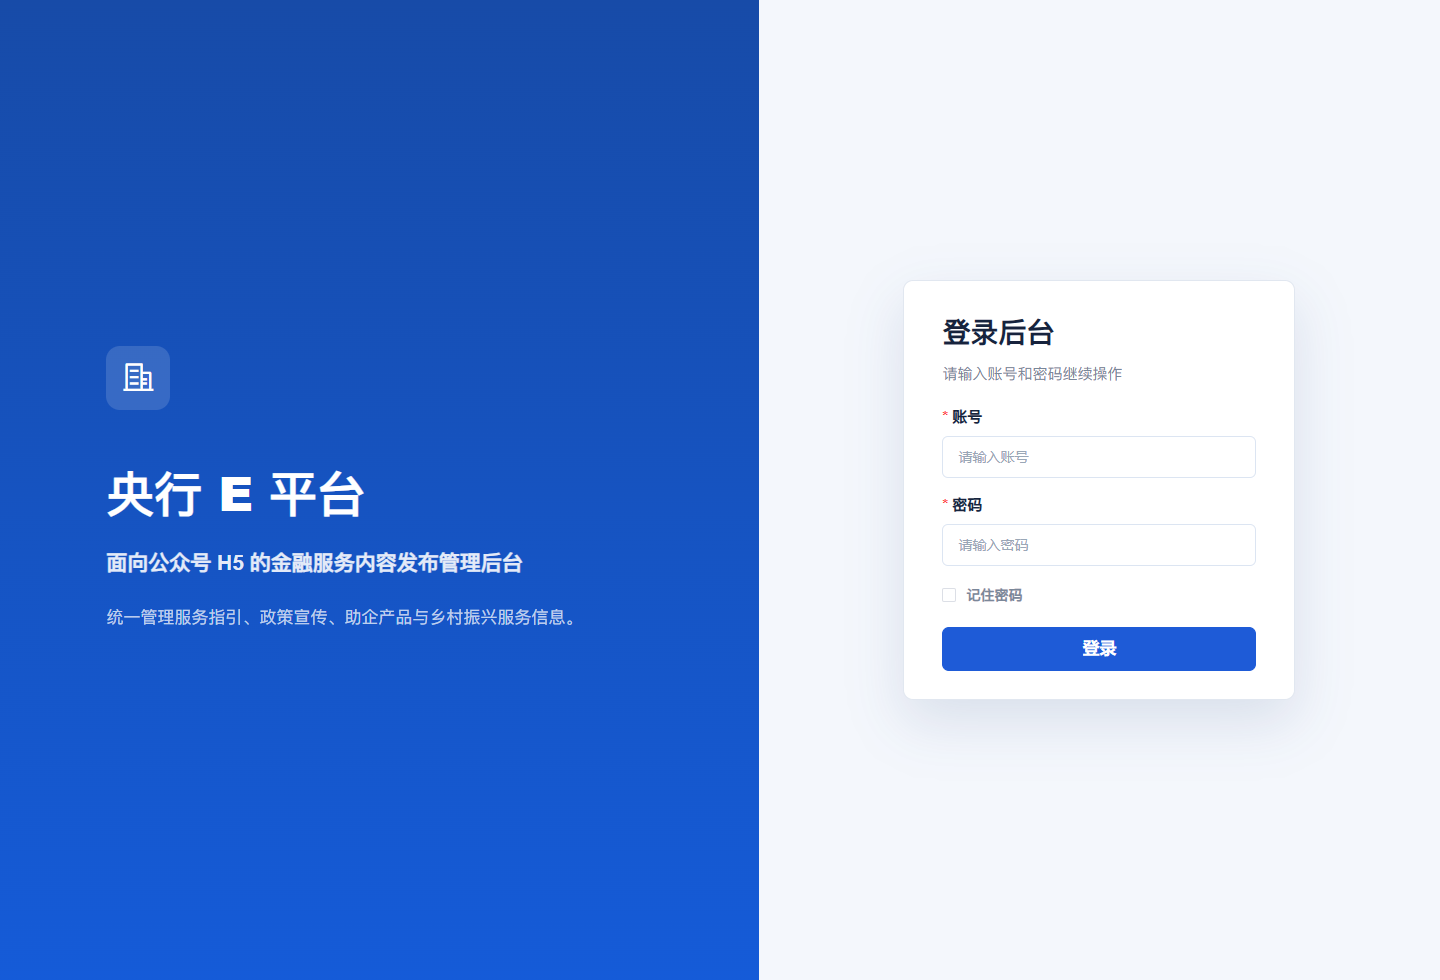 央行 E 平台
面向公众号 H5 的金融服务内容发布管理后台
统一管理服务指引、政策宣传、助企产品与乡村振兴服务信息。
登录后台
请输入账号和密码继续操作
* 账号
请输入账号
* 密码
请输入密码
记住密码
登录